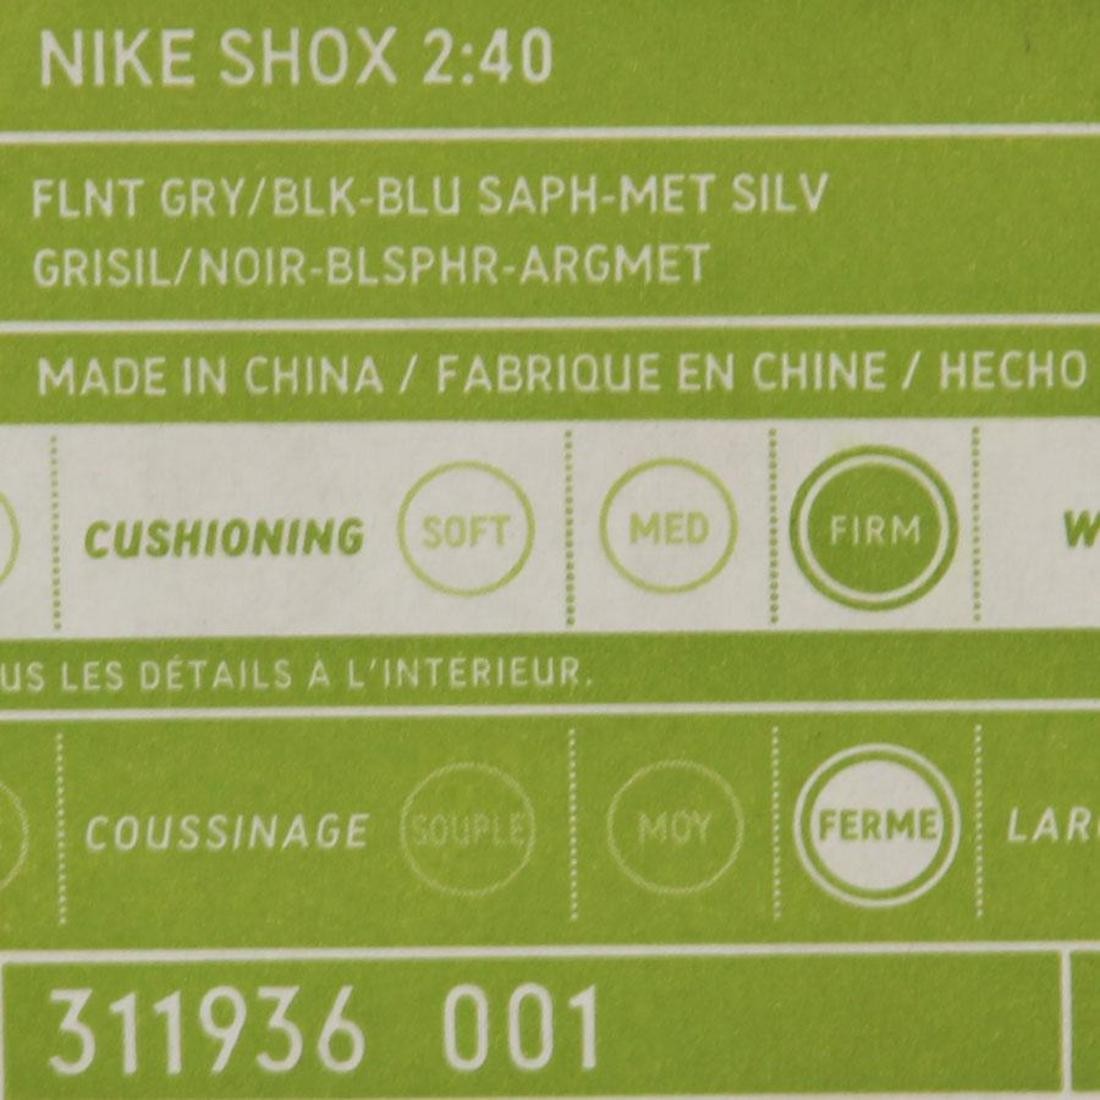 NIKE SHOX 2:40
FLNT GRY/BLK-BLU SAPH-MET SILV
GRISIL/NOIR-BLSPHR-ARGMET
MADE IN CHINA / FABRIQUE EN CHINE / HECHO
CUSHIONING SOFT MED FIRM W
US LES DÉTAILS À L'INTÉRIEUR.
COUSSINAGE SOUPLE MOY FERME LAR
311936 001